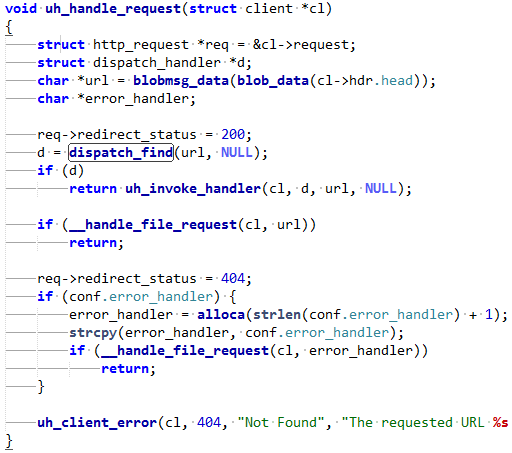 void uh_handle_request(struct client *cl)
{
struct http_request *req = &cl->request;
struct dispatch_handler *d;
char *url = blobmsg_data(blob_data(cl->hdr.head));
char *error_handler;
req->redirect_status = 200;
d = dispatch_find(url, NULL);
if (d)
return uh_invoke_handler(cl, d, url, NULL);
if (__handle_file_request(cl, url))
return;
req->redirect_status = 404;
if (conf.error_handler) {
error_handler = alloca(strlen(conf.error_handler) + 1);
strcpy(error_handler, conf.error_handler);
if (__handle_file_request(cl, error_handler))
return;
}
uh_client_error(cl, 404, "Not Found", "The requested URL %s
}